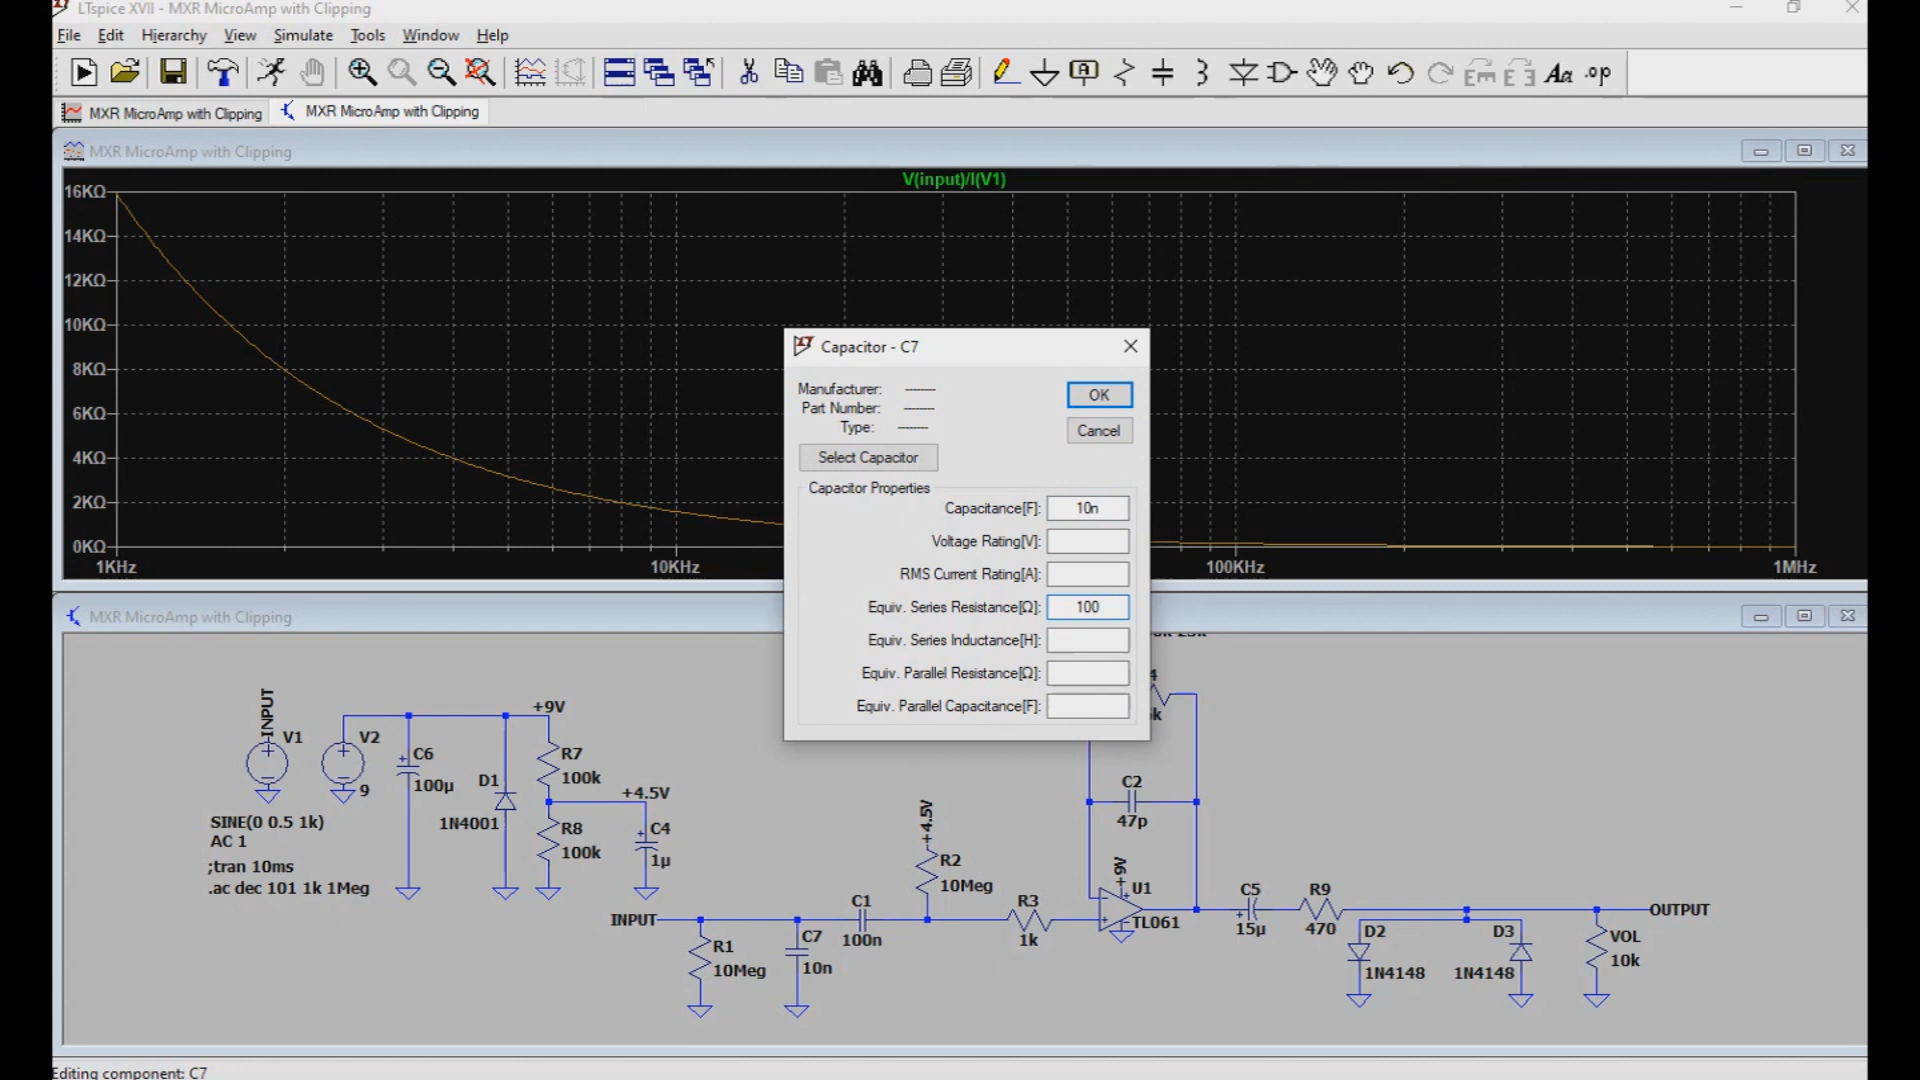 LTspice XVII - MXR MicroAmp with Clipping
File Edit Hierarchy View Simulate Tools Window Help
A
Aa .op
MXR MicroAmp with Clipping MXR MicroAmp with Clipping
MXR MicroAmp with Clipping
V(input)/I(V1)
16KΩ
14KΩ
12KΩ
10KΩ
8KΩ
6KΩ
4KΩ
2KΩ
0KΩ
1KHz 10KHz 100KHz 1MHz
Capacitor - C7
Manufacturer: --------
Part Number: --------
Type: --------
OK
Cancel
Select Capacitor
Capacitor Properties
Capacitance[F]: 10n
Voltage Rating[V]:
RMS Current Rating[A]:
Equiv. Series Resistance[Ω]: 100
Equiv. Series Inductance[H]:
Equiv. Parallel Resistance[Ω]:
Equiv. Parallel Capacitance[F]:
MXR MicroAmp with Clipping
INPUT
V1
V2
9
SINE(0 0.5 1k)
AC 1
;tran 10ms
.ac dec 101 1k 1Meg
C6
100µ
D1
1N4001
+9V
R7
100k
R8
100k
+4.5V
C4
1µ
INPUT
R1
10Meg
C7
10n
C1
100n
+4.5V
R2
10Meg
R3
1k
C2
47p
+9V
U1
TL061
C5
15µ
R9
470
D2
1N4148
D3
1N4148
OUTPUT
VOL
10k
Editing component: C7